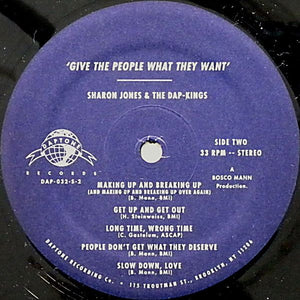 'GIVE THE PEOPLE WHAT THEY WANT'
SHARON JONES & THE DAP-KINGS
DAPTONE
RECORDS
DAP-032-S-2
SIDE TWO
33 RPM -- STEREO
A
BOSCO MANN
Production.
MAKING UP AND BREAKING UP
(AND MAKING UP AND BREAKING UP OVER AGAIN)
(B. Mann, BMI)
GET UP AND GET OUT
(H. Steinweiss, BMI)
LONG TIME, WRONG TIME
(C. Gastelum, ASCAP)
PEOPLE DON'T GET WHAT THEY DESERVE
(B. Mann, BMI)
SLOW DOWN, LOVE
(B. Mann, BMI)
DAPTONE RECORDING Co. - 115 TROUTMAN ST., BROOKLYN, NY 11206